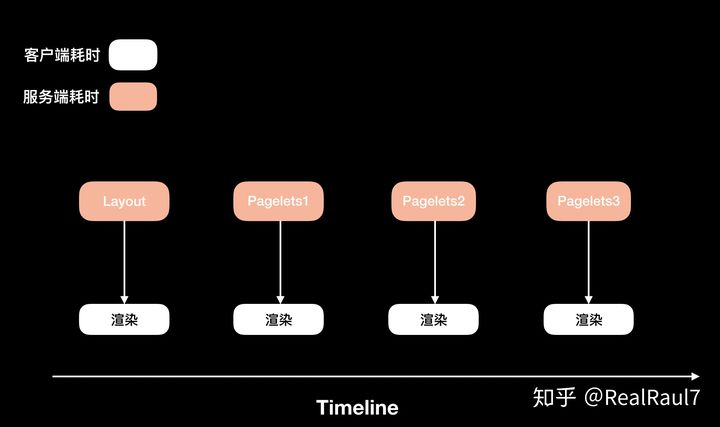 客户端耗时
服务端耗时
Layout
Pagelets1
Pagelets2
Pagelets3
渲染
渲染
渲染
渲染
Timeline
知乎 @RealRaul7